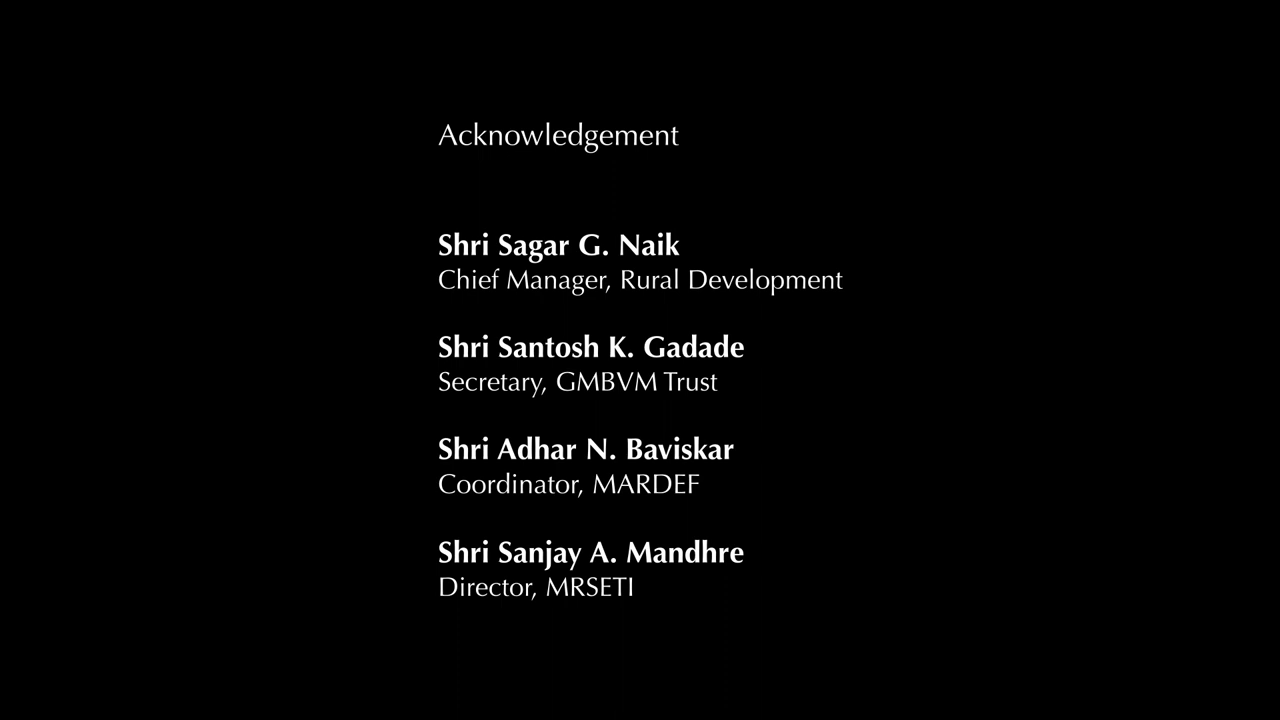 Acknowledgement
Shri Sagar G. Naik
Chief Manager, Rural Development
Shri Santosh K. Gadade
Secretary, GMBVM Trust
Shri Adhar N. Baviskar
Coordinator, MARDEF
Shri Sanjay A. Mandhre
Director, MRSETI